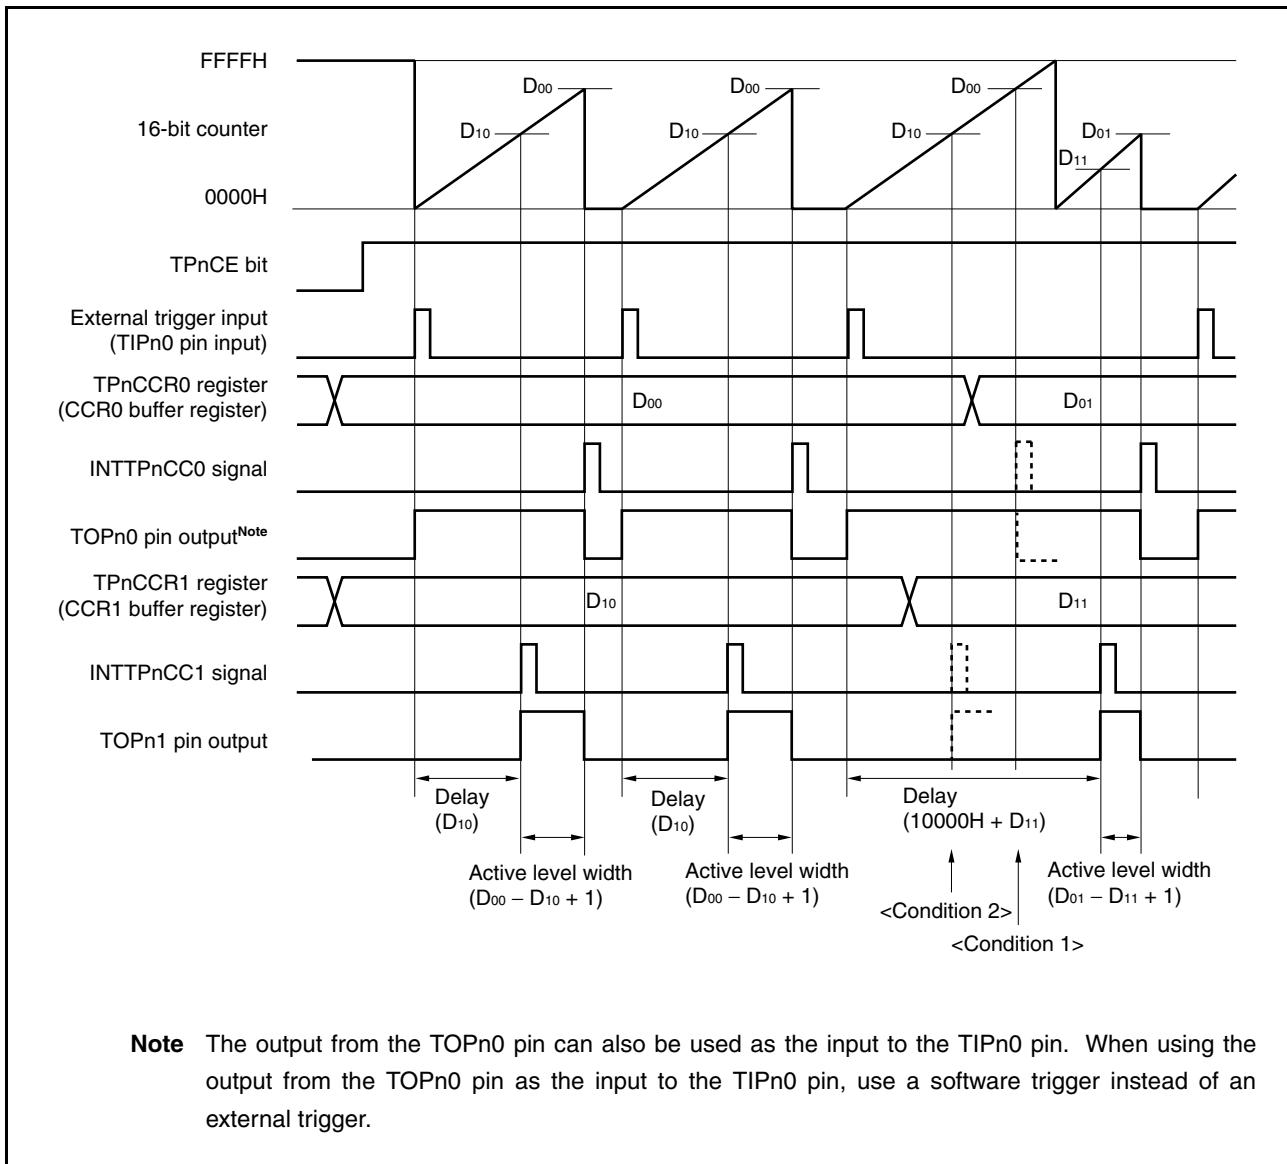 FFFFH
D00
D00
D00
16-bit counter
D10
D10
D10
D01
D11
0000H
TPnCE bit
External trigger input
(TIPn0 pin input)
TPnCCR0 register
(CCR0 buffer register)
D00
D01
INTTPnCC0 signal
TOPn0 pin outputNote
TPnCCR1 register
(CCR1 buffer register)
D10
D11
INTTPnCC1 signal
TOPn1 pin output
Delay
(D10)
Delay
(D10)
Delay
(10000H + D11)
Active level width
(D00 − D10 + 1)
Active level width
(D00 − D10 + 1)
Active level width
(D01 − D11 + 1)
<Condition 2>
<Condition 1>
Note The output from the TOPn0 pin can also be used as the input to the TIPn0 pin. When using the
output from the TOPn0 pin as the input to the TIPn0 pin, use a software trigger instead of an
external trigger.